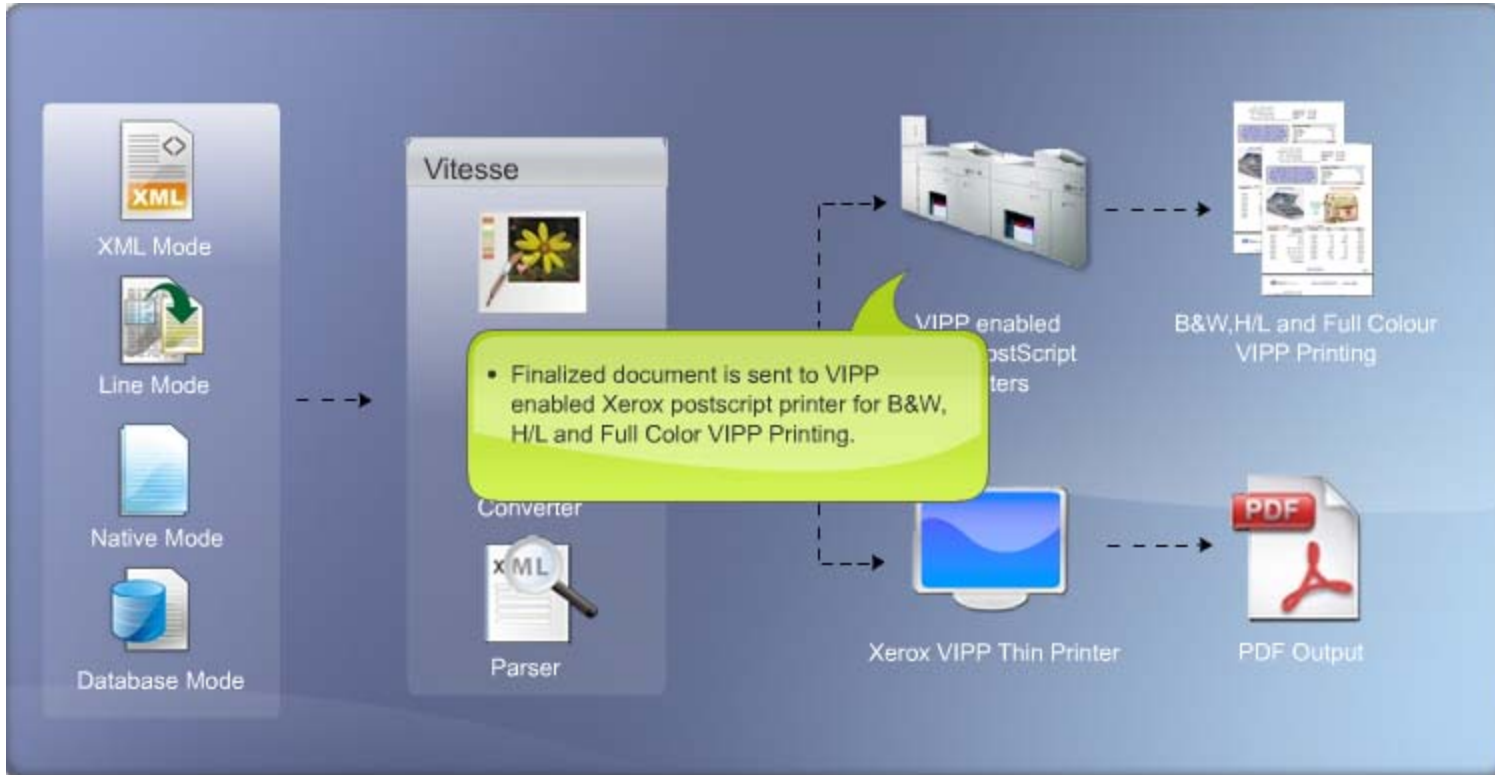 XML
XML Mode
Line Mode
Native Mode
Database Mode
Vitesse
Converter
XML
Parser
VIPP enabled
ostScript
ters
• Finalized document is sent to VIPP
enabled Xerox postscript printer for B&W,
H/L and Full Color VIPP Printing.
B&W,H/L and Full Colour
VIPP Printing
Xerox VIPP Thin Printer
PDF
PDF Output